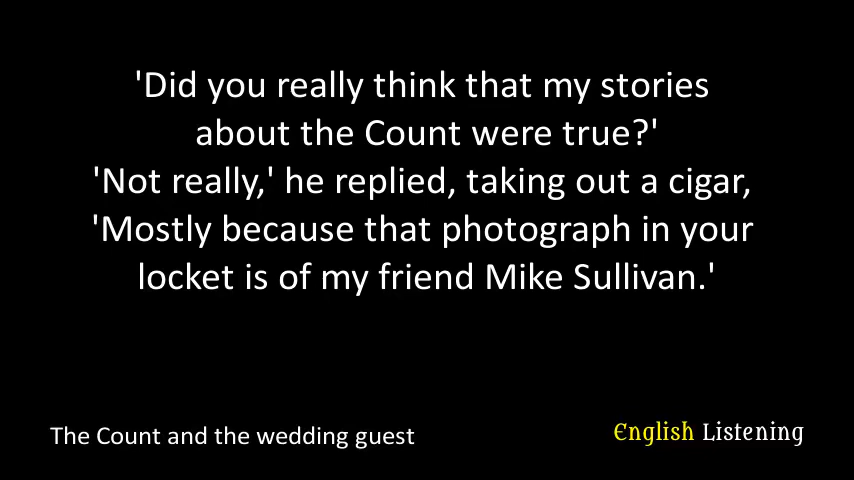 'Did you really think that my stories
about the Count were true?'
'Not really,' he replied, taking out a cigar,
'Mostly because that photograph in your
locket is of my friend Mike Sullivan.'
The Count and the wedding guest
English Listening